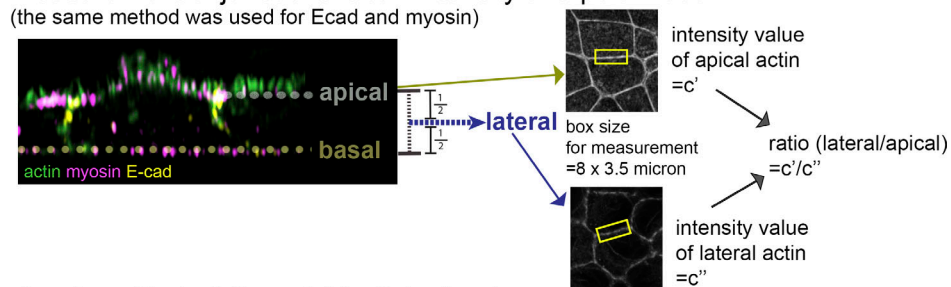 (the same method was used for Ecad and myosin)
apical
basal
actin myosin E-cad
1/2
1/2
lateral
box size
for measurement
=8 x 3.5 micron
intensity value
of apical actin
=c'
ratio (lateral/apical)
=c'/c''
intensity value
of lateral actin
=c''